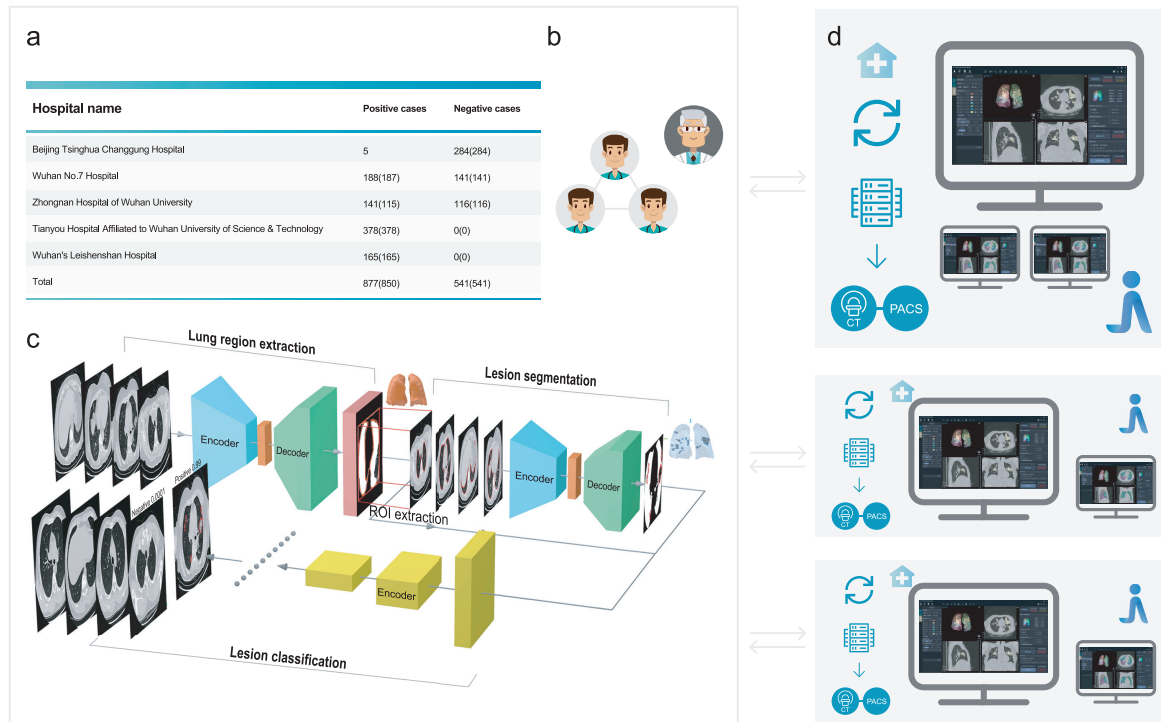 a
Hospital name Positive cases Negative cases
Beijing Tsinghua Changgung Hospital 5 284(284)
Wuhan No.7 Hospital 188(187) 141(141)
Zhongnan Hospital of Wuhan University 141(115) 116(116)
Tianyou Hospital Affiliated to Wuhan University of Science & Technology 378(378) 0(0)
Wuhan's Leishenshan Hospital 165(165) 0(0)
Total 877(850) 541(541)
b
c
Lung region extraction
Lesion segmentation
Encoder
Decoder
Encoder
Decoder
ROI extraction
Negative 0.0001
Positive 0.89
Encoder
Lesion classification
d
CT
PACS
CT
PACS
CT
PACS